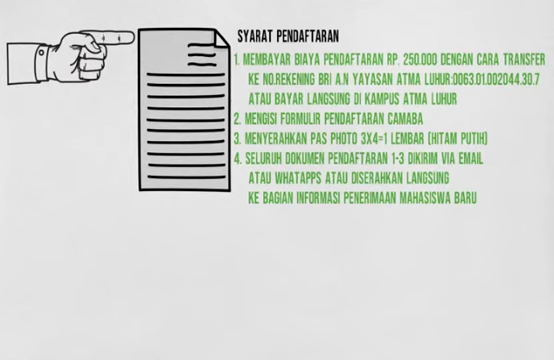 SYARAT PENDAFTARAN
1. MEMBAYAR BIAYA PENDAFTARAN RP. 250.000 DENGAN CARA TRANSFER
KE NO.REKENING BRI A.N YAYASAN ATMA LUHUR:0063.01.002044.30.7
ATAU BAYAR LANGSUNG DI KAMPUS ATMA LUHUR
2. MENGISI FORMULIR PENDAFTARAN CAMABA
3. MENYERAHKAN PAS PHOTO 3X4=1 LEMBAR (HITAM PUTIH)
4. SELURUH DOKUMEN PENDAFTARAN 1-3 DIKIRIM VIA EMAIL
ATAU WHATAPPS ATAU DISERAHKAN LANGSUNG
KE BAGIAN INFORMASI PENERIMAAN MAHASISWA BARU